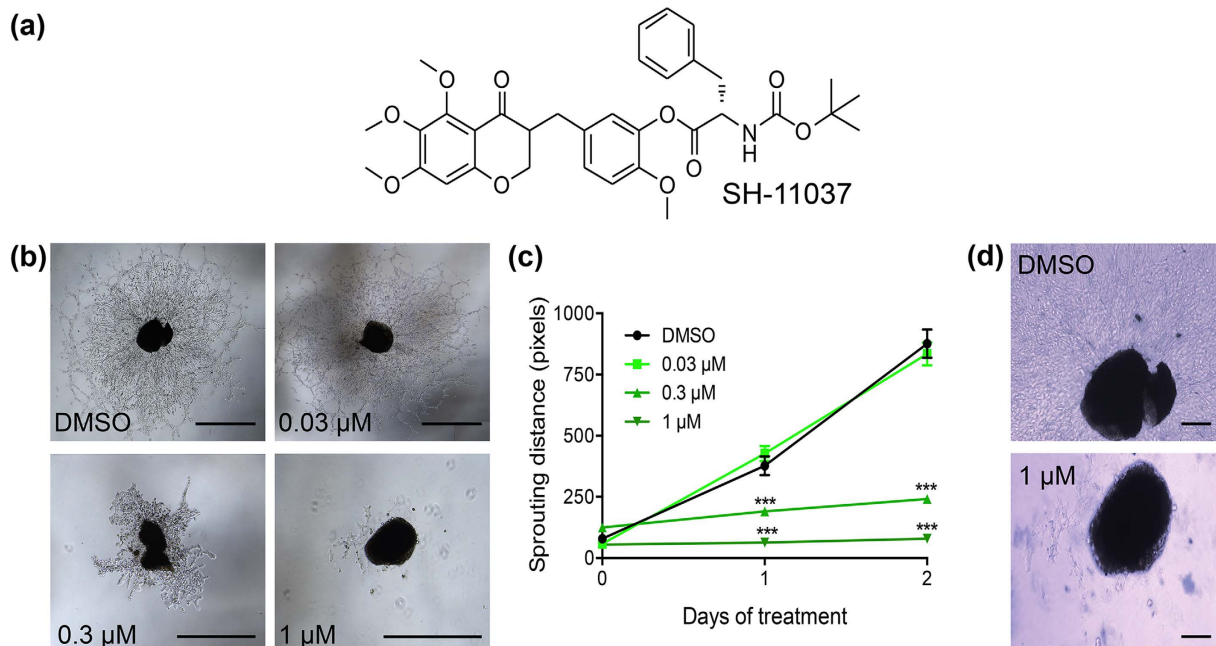 (a)
O
O
O
O
O
O
O
O
O
N
H
O
O
SH-11037
(b)
DMSO
0.03 µM
0.3 µM
1 µM
(c)
Sprouting distance (pixels)
1000
750
500
250
0
DMSO
0.03 µM
0.3 µM
1 µM
***
***
***
***
0
1
2
Days of treatment
(d)
DMSO
1 µM